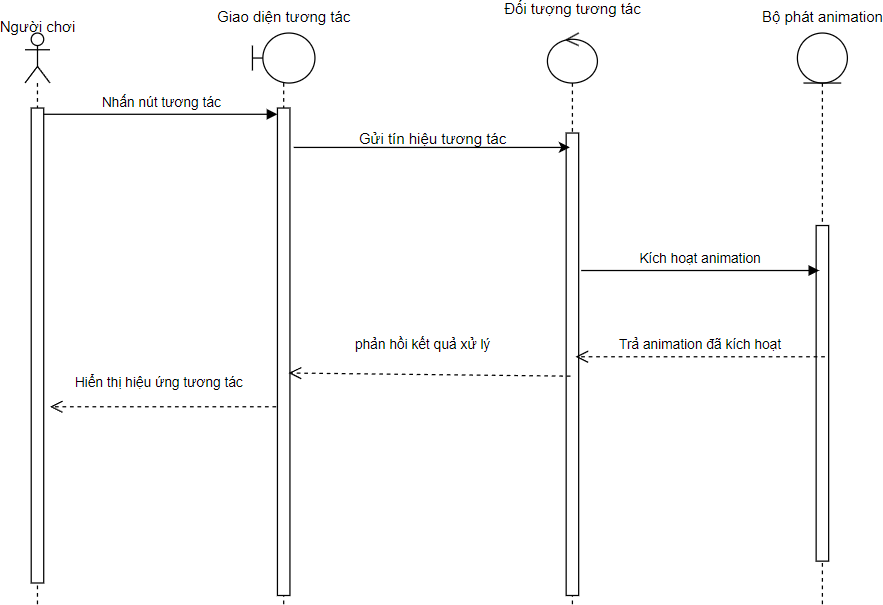 Người chơi
Giao diện tương tác
Đối tượng tương tác
Bộ phát animation
Nhấn nút tương tác
Gửi tín hiệu tương tác
Kích hoạt animation
Trả animation đã kích hoạt
phản hồi kết quả xử lý
Hiển thị hiệu ứng tương tác